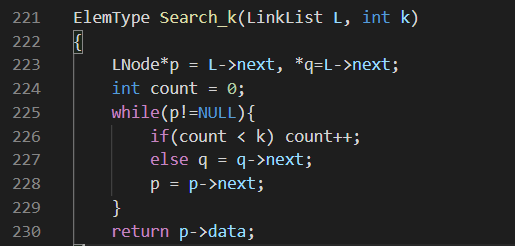 221 ElemType Search_k(LinkList L, int k)
222 {
223     LNode*p = L->next, *q=L->next;
224     int count = 0;
225     while(p!=NULL){
226         if(count < k) count++;
227         else q = q->next;
228         p = p->next;
229     }
230     return p->data;